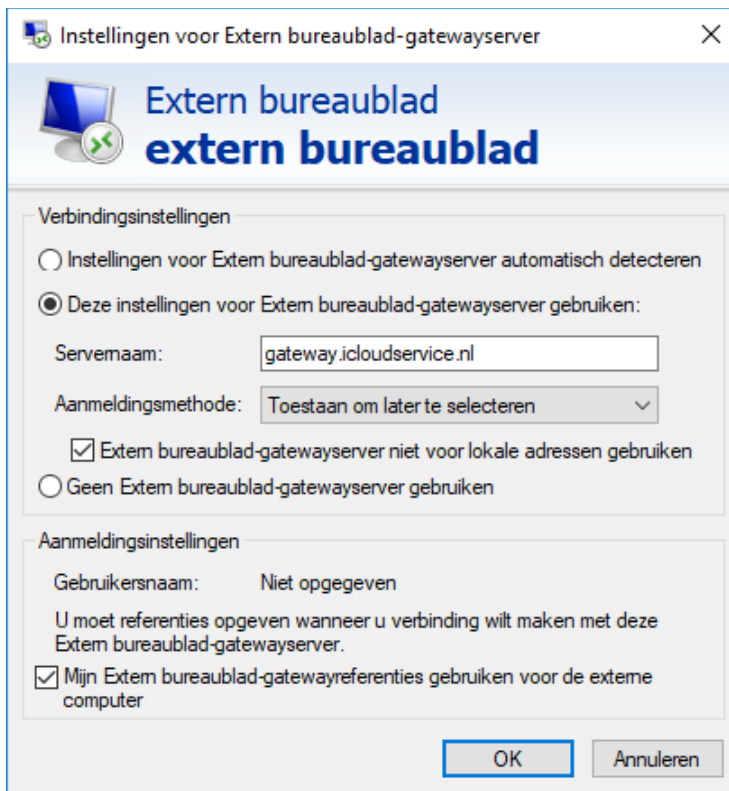 Instellingen voor Extern bureaublad-gatewayserver
Extern bureaublad
extern bureaublad
Verbindingsinstellingen
Instellingen voor Extern bureaublad-gatewayserver automatisch detecteren
Deze instellingen voor Extern bureaublad-gatewayserver gebruiken:
Servernaam: gateway.icloudservice.nl
Aanmeldingsmethode: Toestaan om later te selecteren
Extern bureaublad-gatewayserver niet voor lokale adressen gebruiken
Geen Extern bureaublad-gatewayserver gebruiken
Aanmeldingsinstellingen
Gebruikersnaam: Niet opgegeven
U moet referenties opgeven wanneer u verbinding wilt maken met deze
Extern bureaublad-gatewayserver.
Mijn Extern bureaublad-gatewayreferenties gebruiken voor de externe
computer
OK Annuleren